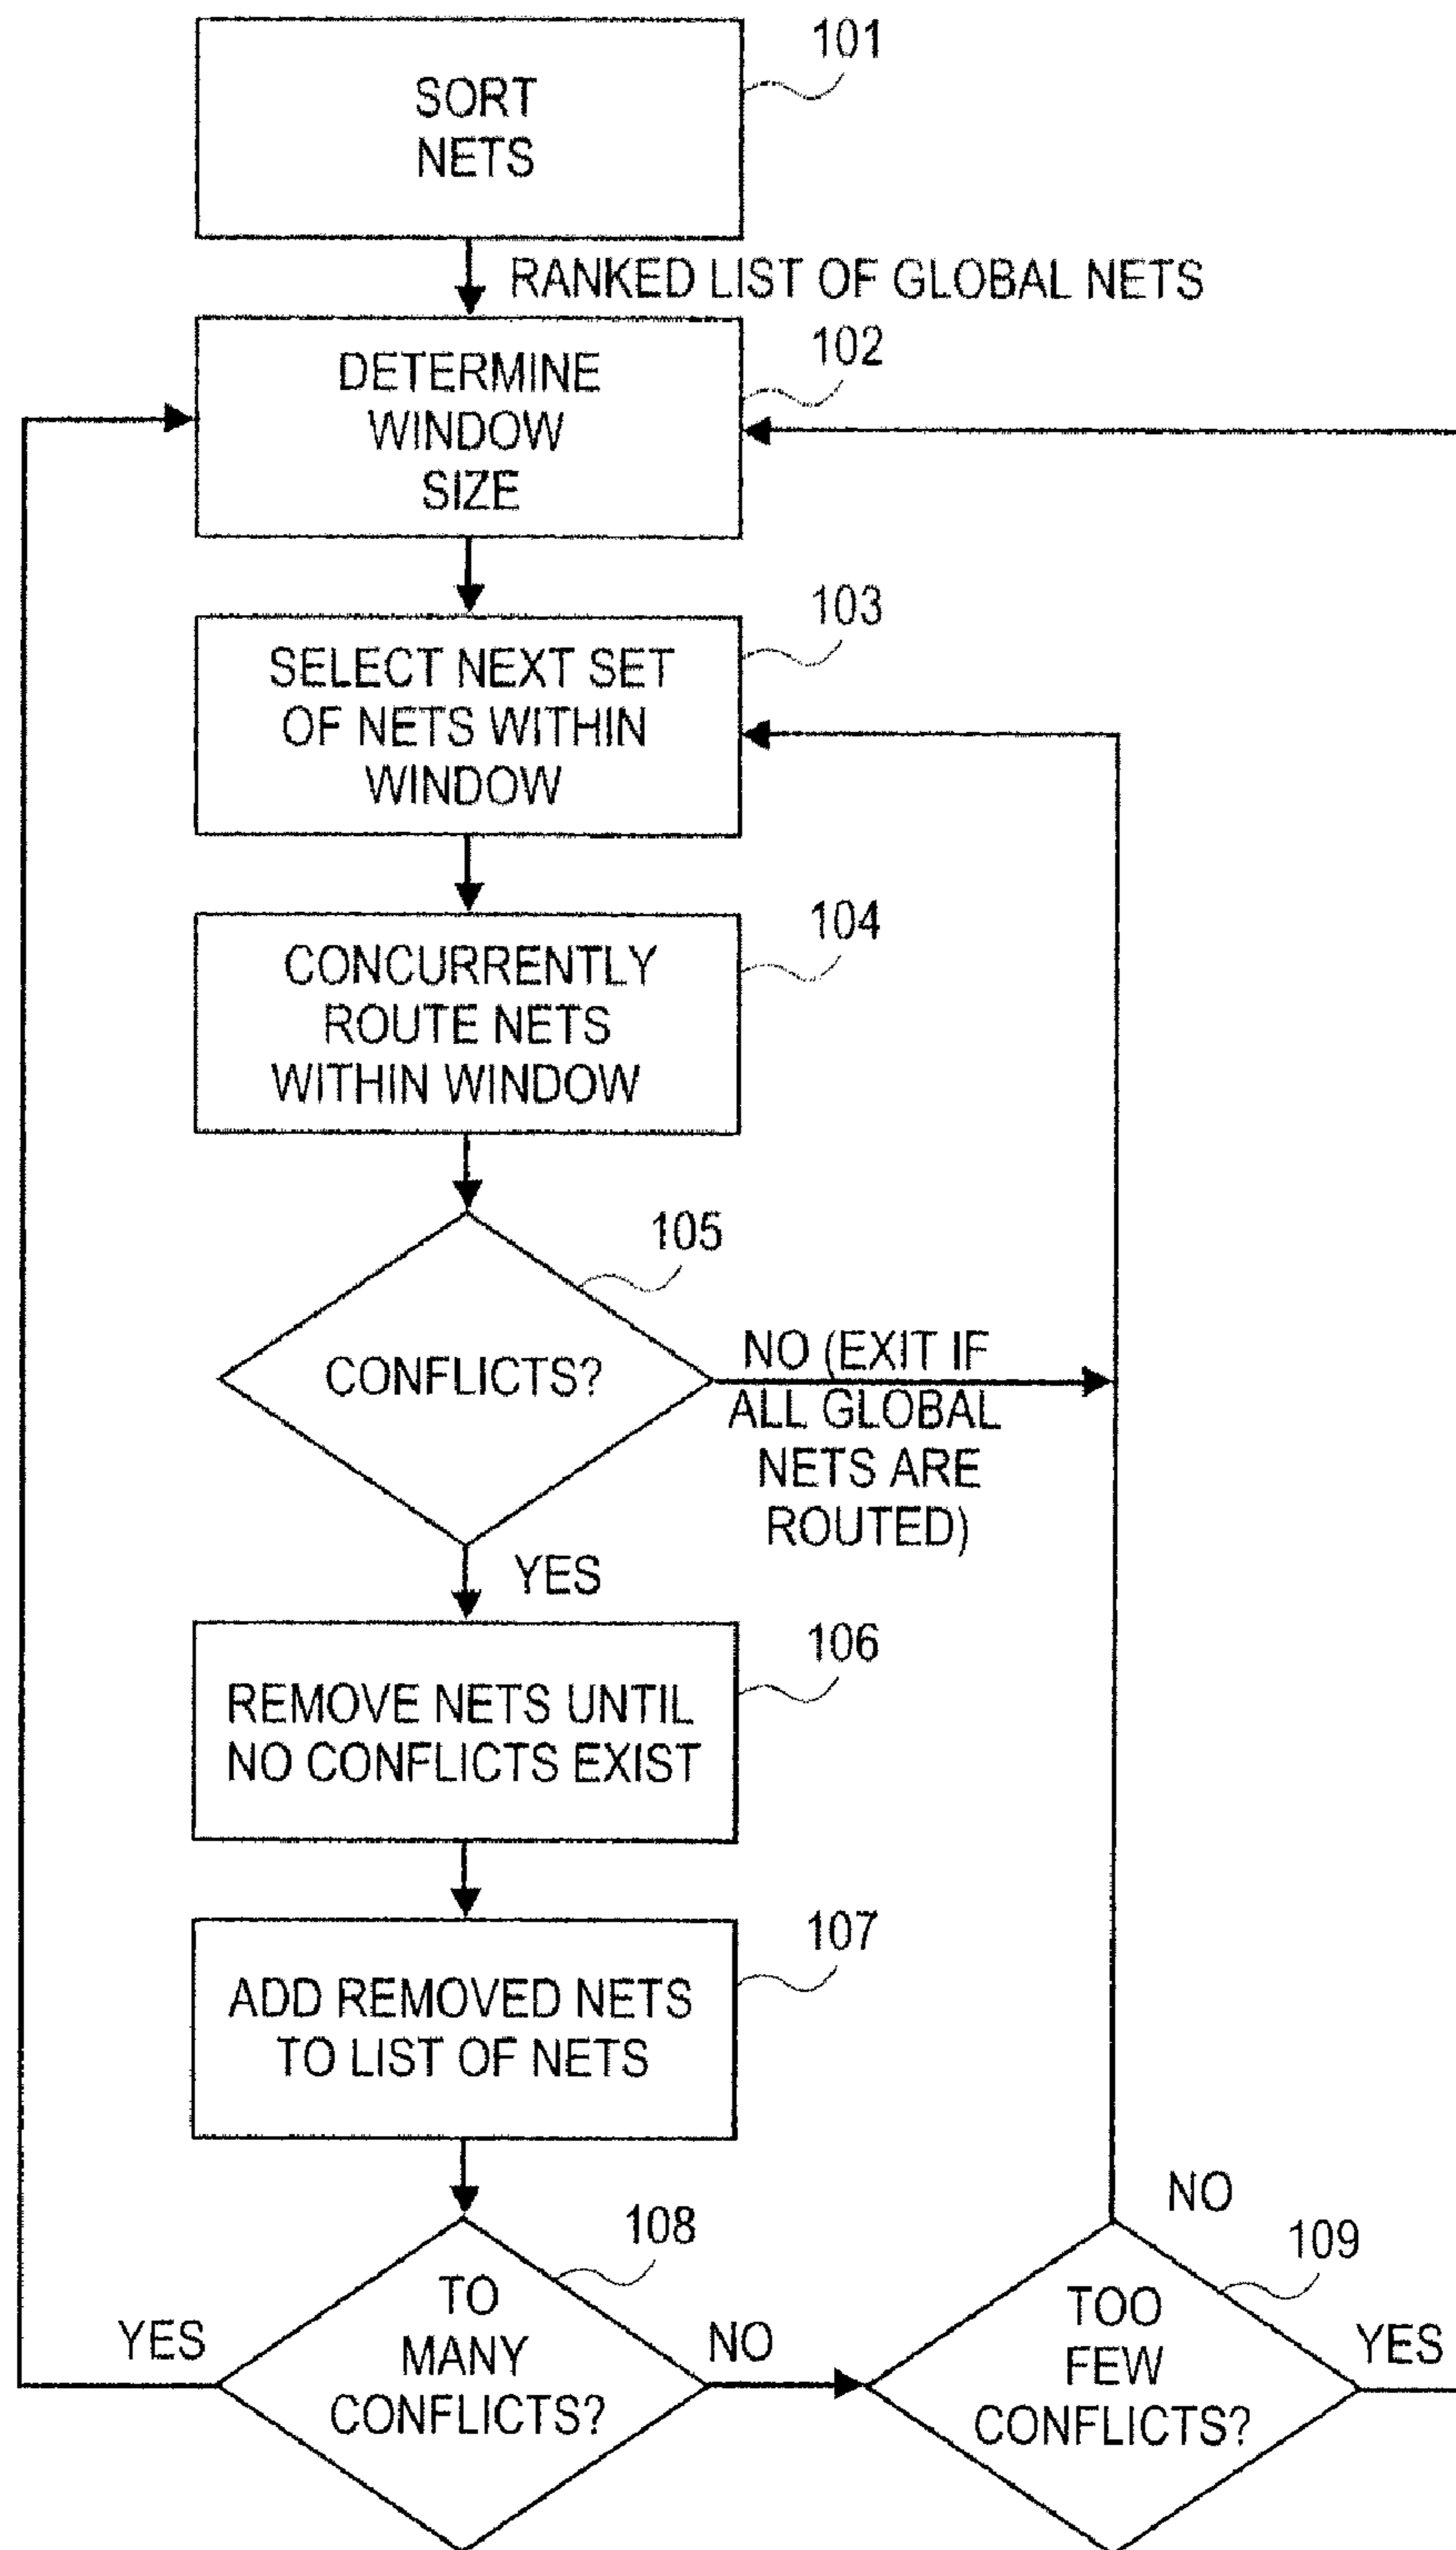 101
SORT
NETS
RANKED LIST OF GLOBAL NETS
102
DETERMINE
WINDOW
SIZE
103
SELECT NEXT SET
OF NETS WITHIN
WINDOW
104
CONCURRENTLY
ROUTE NETS
WITHIN WINDOW
105
CONFLICTS?
NO (EXIT IF
ALL GLOBAL
NETS ARE
ROUTED)
YES
106
REMOVE NETS UNTIL
NO CONFLICTS EXIST
107
ADD REMOVED NETS
TO LIST OF NETS
108
TO
MANY
CONFLICTS?
YES
NO
109
TOO
FEW
CONFLICTS?
NO
YES